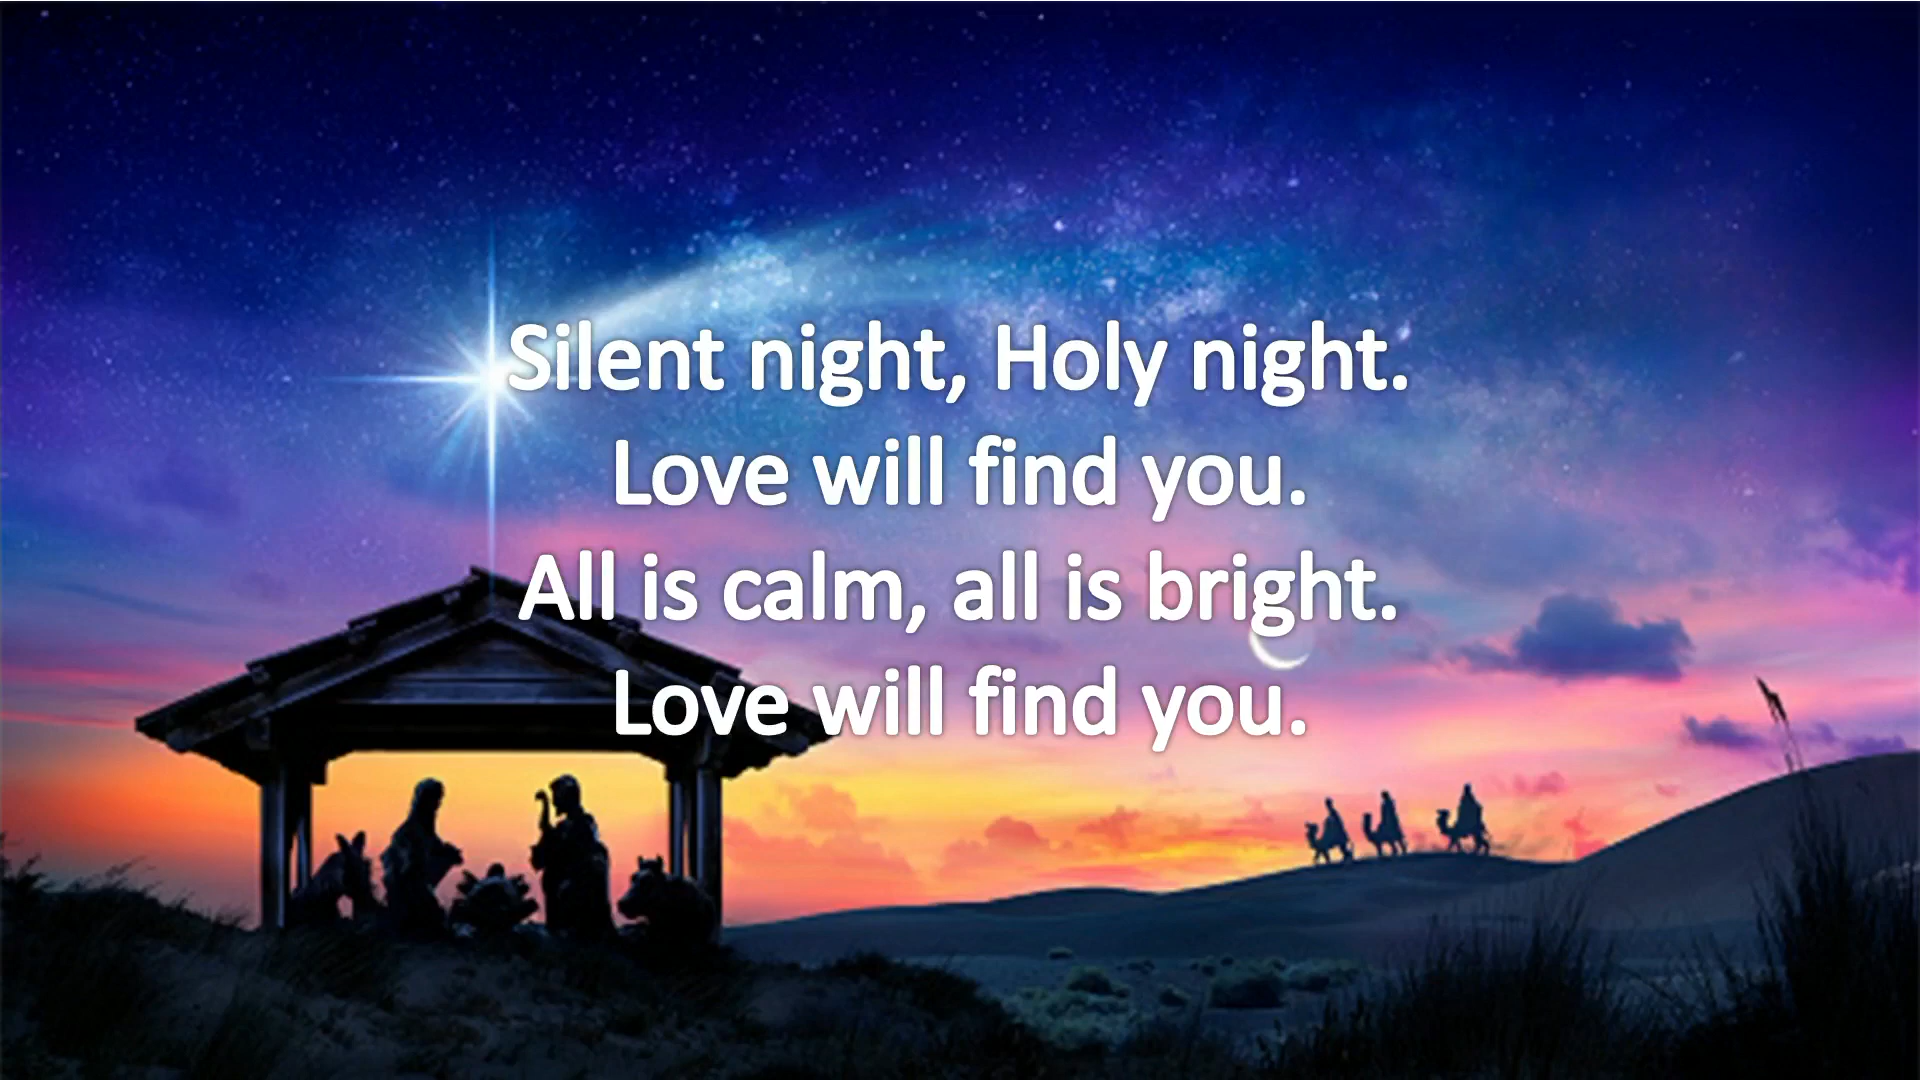 Silent night, Holy night.
Love will find you.
All is calm, all is bright.
Love will find you.